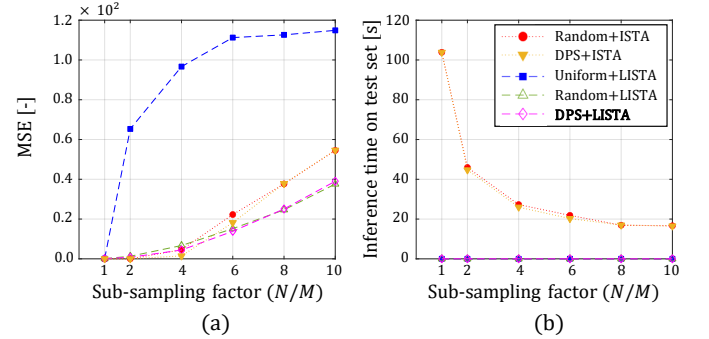 1.2 × 10²
1.0
0.8
0.6
0.4
0.2
0.0
MSE [-]
1 2 4 6 8 10
Sub-sampling factor (N/M)
(a)
120
100
80
60
40
20
0
Inference time on test set [s]
Random+ISTA
DPS+ISTA
Uniform+LISTA
Random+LISTA
DPS+LISTA
1 2 4 6 8 10
Sub-sampling factor (N/M)
(b)